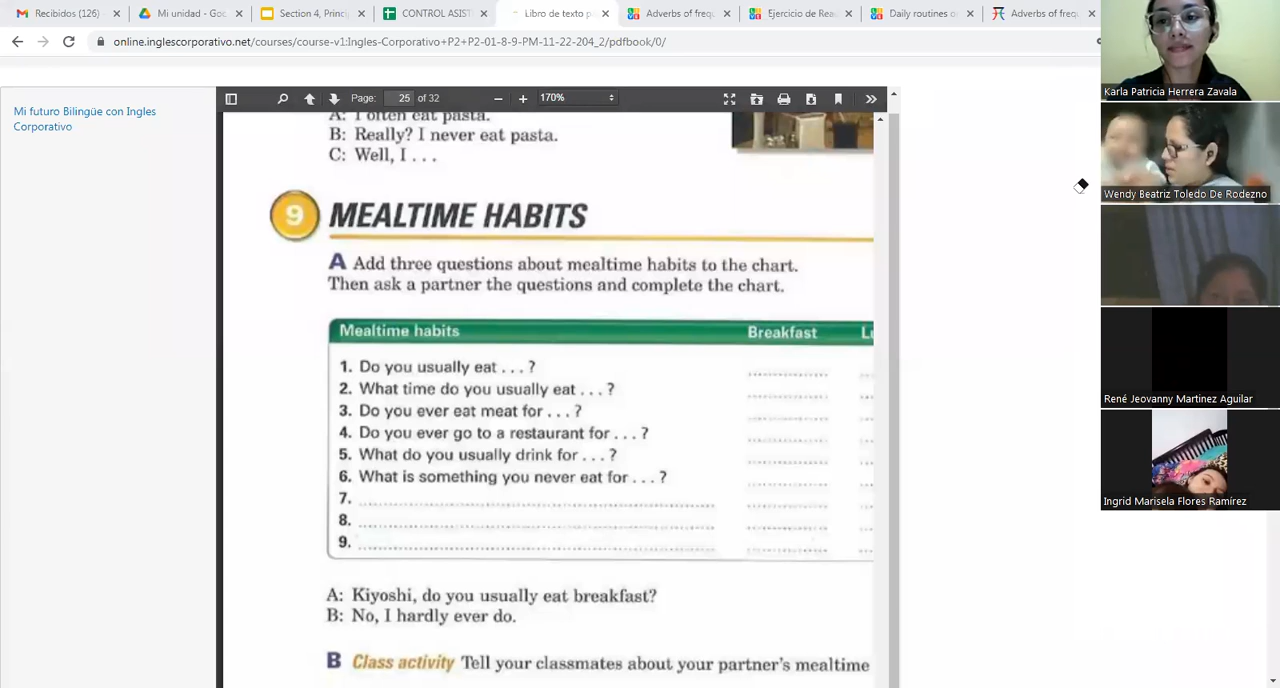 Recibidos (126)
Mi unidad - Goo
Section 4, Princi
CONTROL ASIST
Libro de texto p
Adverbs of frequ
Ejercicio de Rea
Daily routines o
Adverbs of frequ
online.inglescorporativo.net/courses/course-v1:Ingles-Corporativo+P2+P2-01-8-9-PM-11-22-204_2/pdfbook/0/
Mi futuro Bilingüe con Ingles
Corporativo
Page: 25 of 32
170%
A: I often eat pasta.
B: Really? I never eat pasta.
C: Well, I . . .
9 MEALTIME HABITS
A Add three questions about mealtime habits to the chart.
Then ask a partner the questions and complete the chart.
Mealtime habits Breakfast Lu
1. Do you usually eat . . . ?
2. What time do you usually eat . . . ?
3. Do you ever eat meat for . . . ?
4. Do you ever go to a restaurant for . . . ?
5. What do you usually drink for . . . ?
6. What is something you never eat for . . . ?
7.
8.
9.
A: Kiyoshi, do you usually eat breakfast?
B: No, I hardly ever do.
B Class activity Tell your classmates about your partner's mealtime
Karla Patricia Herrera Zavala
Wendy Beatriz Toledo De Rodezno
René Jeovanny Martinez Aguilar
Ingrid Marisela Flores Ramírez